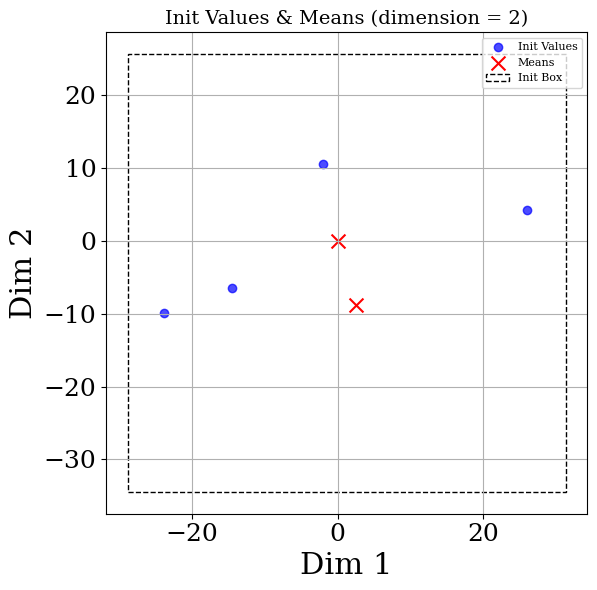 Init Values & Means (dimension = 2)
Init Values
Means
Init Box
20
10
0
−10
−20
−30
Dim 2
−20
0
20
Dim 1